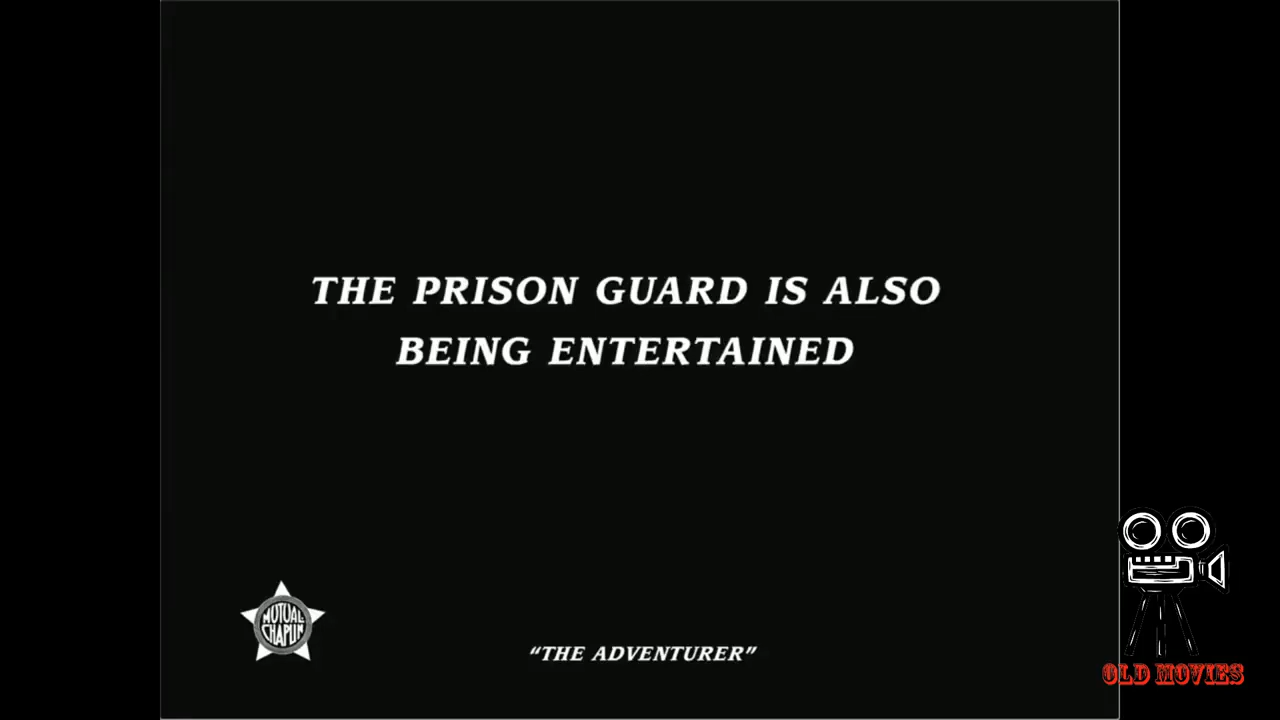 THE PRISON GUARD IS ALSO
BEING ENTERTAINED
MUTUAL
CHAPLIN
“THE ADVENTURER”
OLD MOVIES